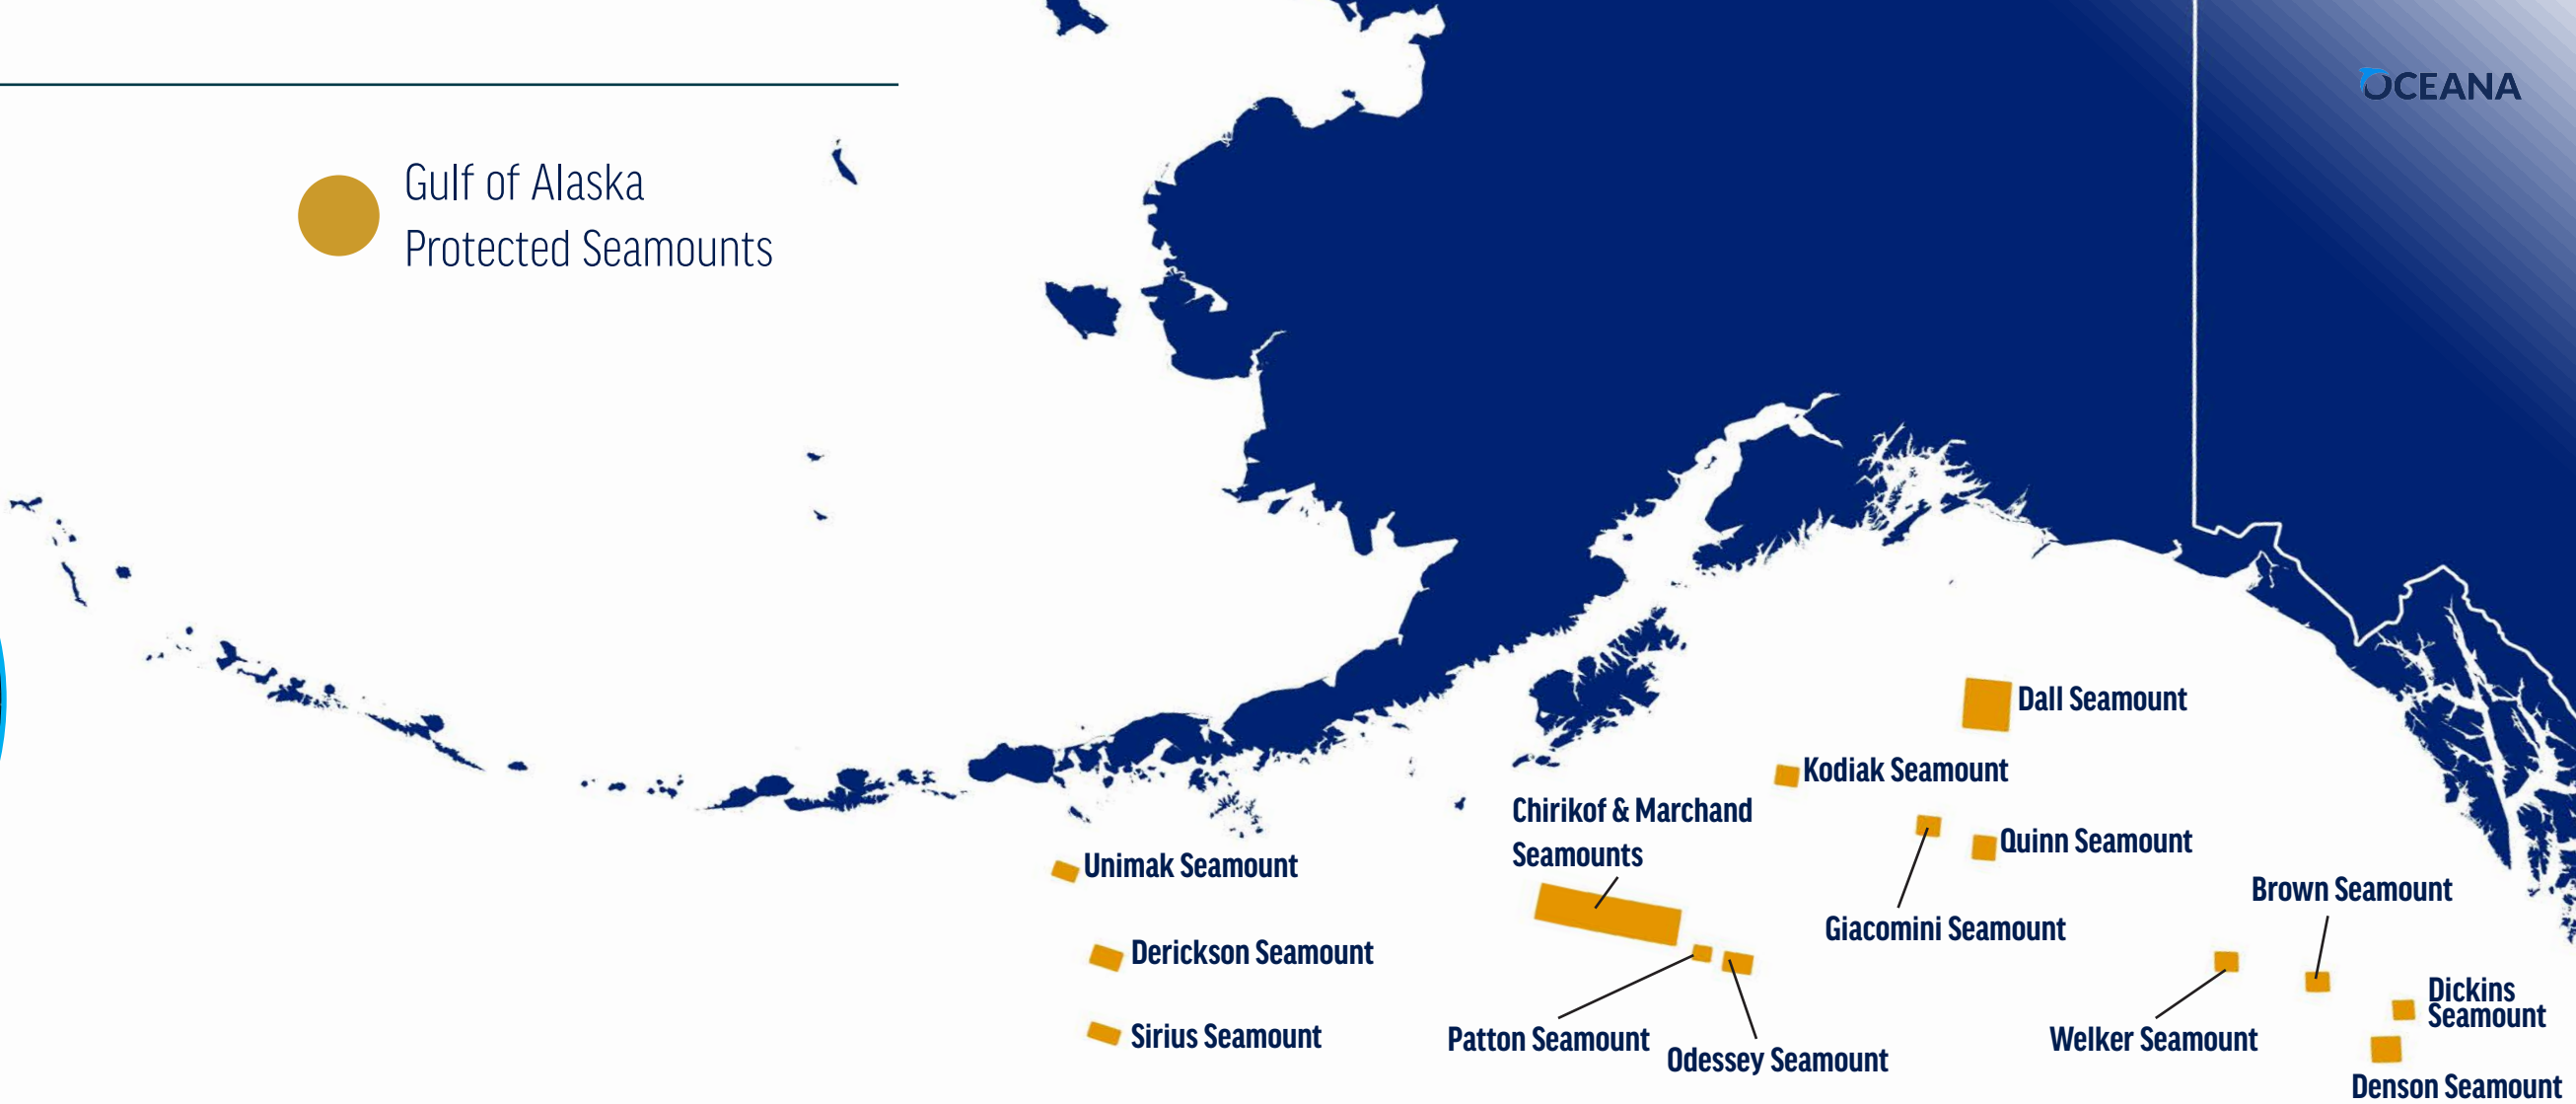 OCEANA
Gulf of Alaska
Protected Seamounts
Dall Seamount
Kodiak Seamount
Chirikof & Marchand
Seamounts
Quinn Seamount
Unimak Seamount
Brown Seamount
Giacomini Seamount
Derickson Seamount
Dickins
Seamount
Sirius Seamount
Patton Seamount
Welker Seamount
Odessey Seamount
Denson Seamount